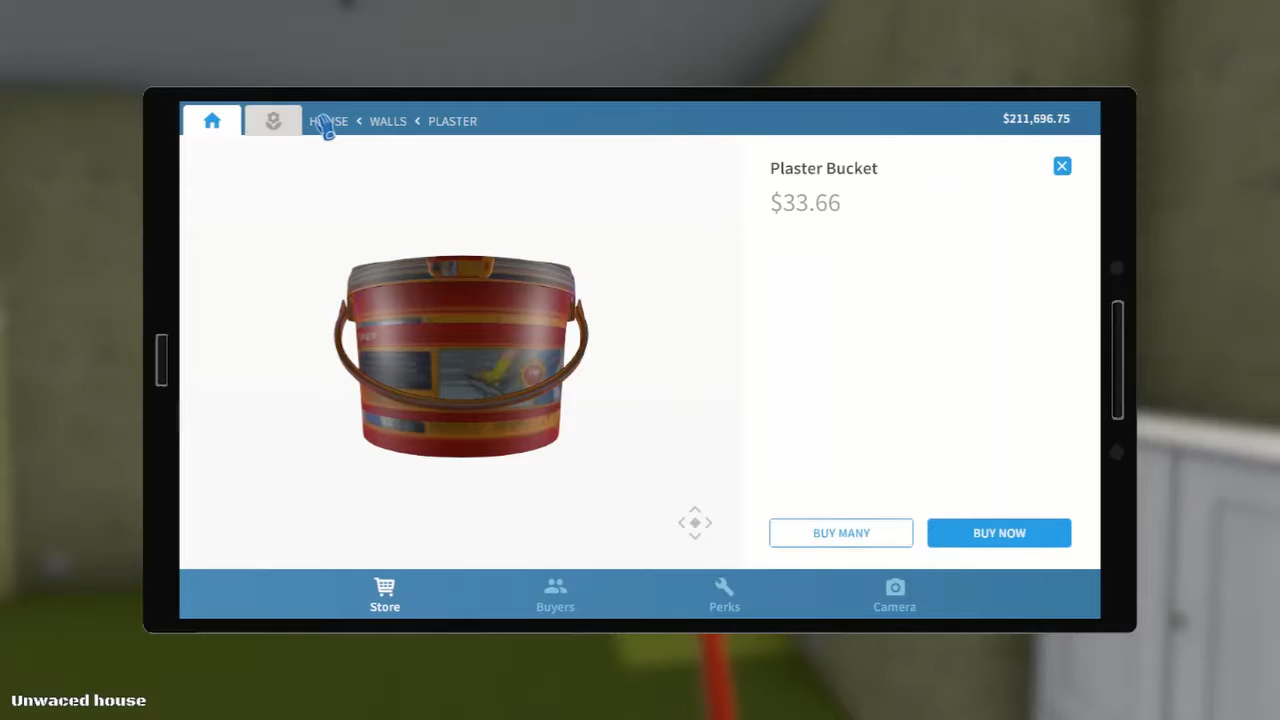 HOUSE < WALLS < PLASTER
$211,696.75
Plaster Bucket
$33.66
BUY MANY
BUY NOW
Store
Buyers
Perks
Camera
Unwaced house